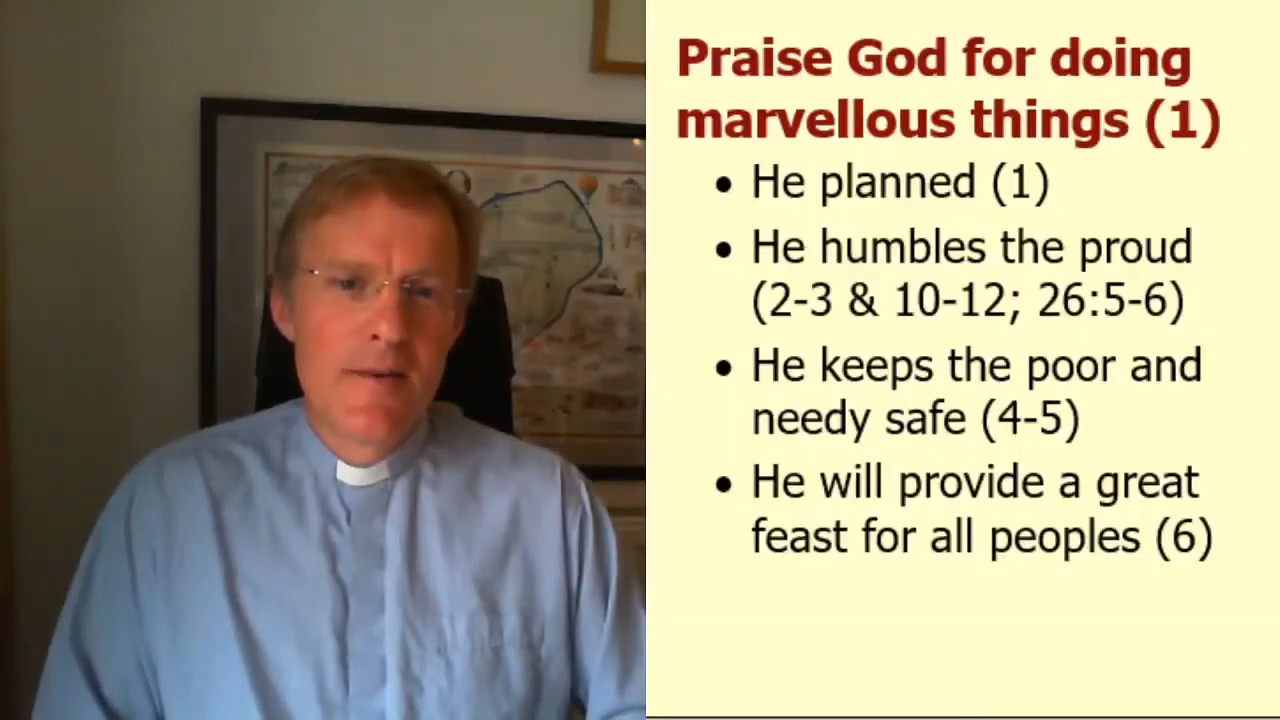 Praise God for doing
marvellous things (1)
• He planned (1)
• He humbles the proud
(2-3 & 10-12; 26:5-6)
• He keeps the poor and
needy safe (4-5)
• He will provide a great
feast for all peoples (6)